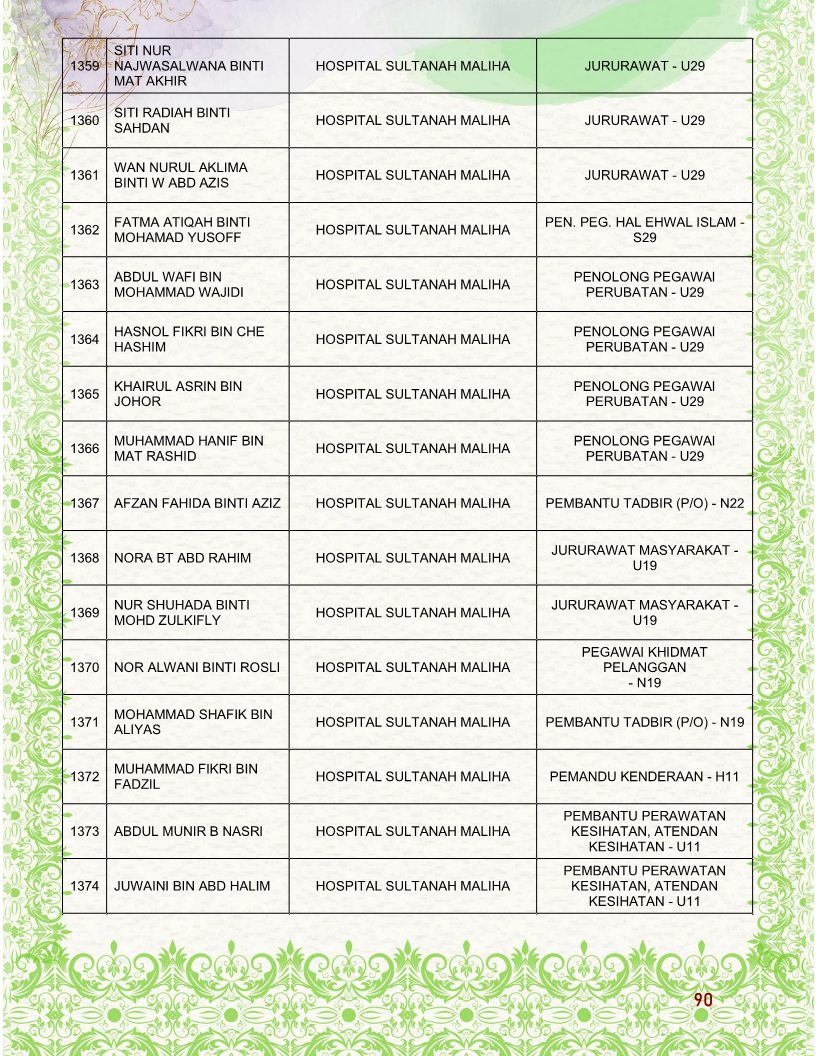 1359 SITI NUR
NAJWASALWANA BINTI
MAT AKHIR HOSPITAL SULTANAH MALIHA JURURAWAT - U29
1360 SITI RADIAH BINTI
SAHDAN HOSPITAL SULTANAH MALIHA JURURAWAT - U29
1361 WAN NURUL AKLIMA
BINTI W ABD AZIS HOSPITAL SULTANAH MALIHA JURURAWAT - U29
1362 FATMA ATIQAH BINTI
MOHAMAD YUSOFF HOSPITAL SULTANAH MALIHA PEN. PEG. HAL EHWAL ISLAM -
S29
1363 ABDUL WAFI BIN
MOHAMMAD WAJIDI HOSPITAL SULTANAH MALIHA PENOLONG PEGAWAI
PERUBATAN - U29
1364 HASNOL FIKRI BIN CHE
HASHIM HOSPITAL SULTANAH MALIHA PENOLONG PEGAWAI
PERUBATAN - U29
1365 KHAIRUL ASRIN BIN
JOHOR HOSPITAL SULTANAH MALIHA PENOLONG PEGAWAI
PERUBATAN - U29
1366 MUHAMMAD HANIF BIN
MAT RASHID HOSPITAL SULTANAH MALIHA PENOLONG PEGAWAI
PERUBATAN - U29
1367 AFZAN FAHIDA BINTI AZIZ HOSPITAL SULTANAH MALIHA PEMBANTU TADBIR (P/O) - N22
1368 NORA BT ABD RAHIM HOSPITAL SULTANAH MALIHA JURURAWAT MASYARAKAT -
U19
1369 NUR SHUHADA BINTI
MOHD ZULKIFLY HOSPITAL SULTANAH MALIHA JURURAWAT MASYARAKAT -
U19
1370 NOR ALWANI BINTI ROSLI HOSPITAL SULTANAH MALIHA PEGAWAI KHIDMAT
PELANGGAN
- N19
1371 MOHAMMAD SHAFIK BIN
ALIYAS HOSPITAL SULTANAH MALIHA PEMBANTU TADBIR (P/O) - N19
1372 MUHAMMAD FIKRI BIN
FADZIL HOSPITAL SULTANAH MALIHA PEMANDU KENDERAAN - H11
1373 ABDUL MUNIR B NASRI HOSPITAL SULTANAH MALIHA PEMBANTU PERAWATAN
KESIHATAN, ATENDAN
KESIHATAN - U11
1374 JUWAINI BIN ABD HALIM HOSPITAL SULTANAH MALIHA PEMBANTU PERAWATAN
KESIHATAN, ATENDAN
KESIHATAN - U11
90